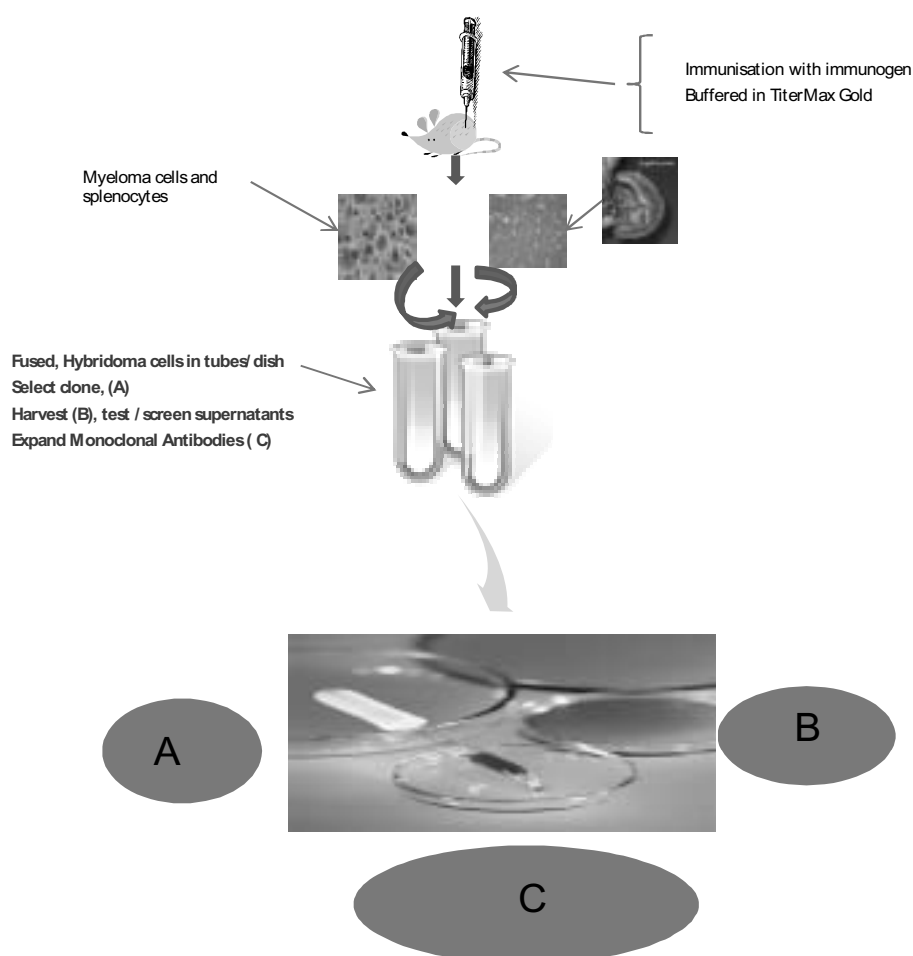 Immunisation with immunogen
Buffered in TiterMax Gold
Myeloma cells and
splenocytes
Fused, Hybridoma cells in tubes/ dish
Select clone, (A)
Harvest (B), test / screen supernatants
Expand Monoclonal Antibodies ( C)
A
B
C